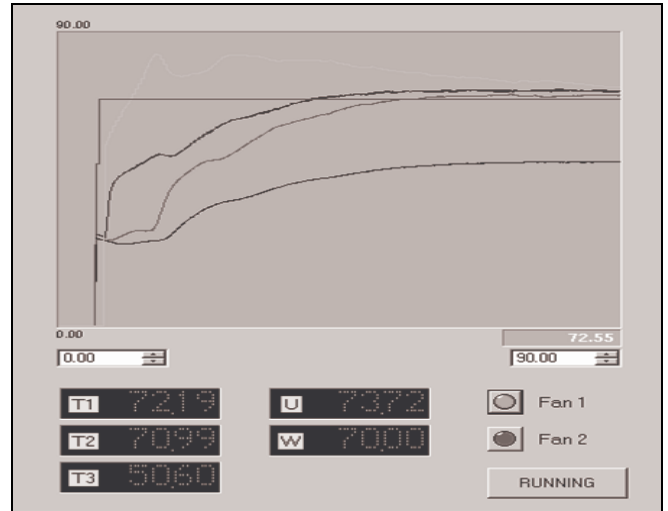 90.00
0.00
72.55
0.00 90.00
T1 72,19 U 73,72 Fan 1
T2 70,99 W 70,00 Fan 2
T3 50,60
RUNNING